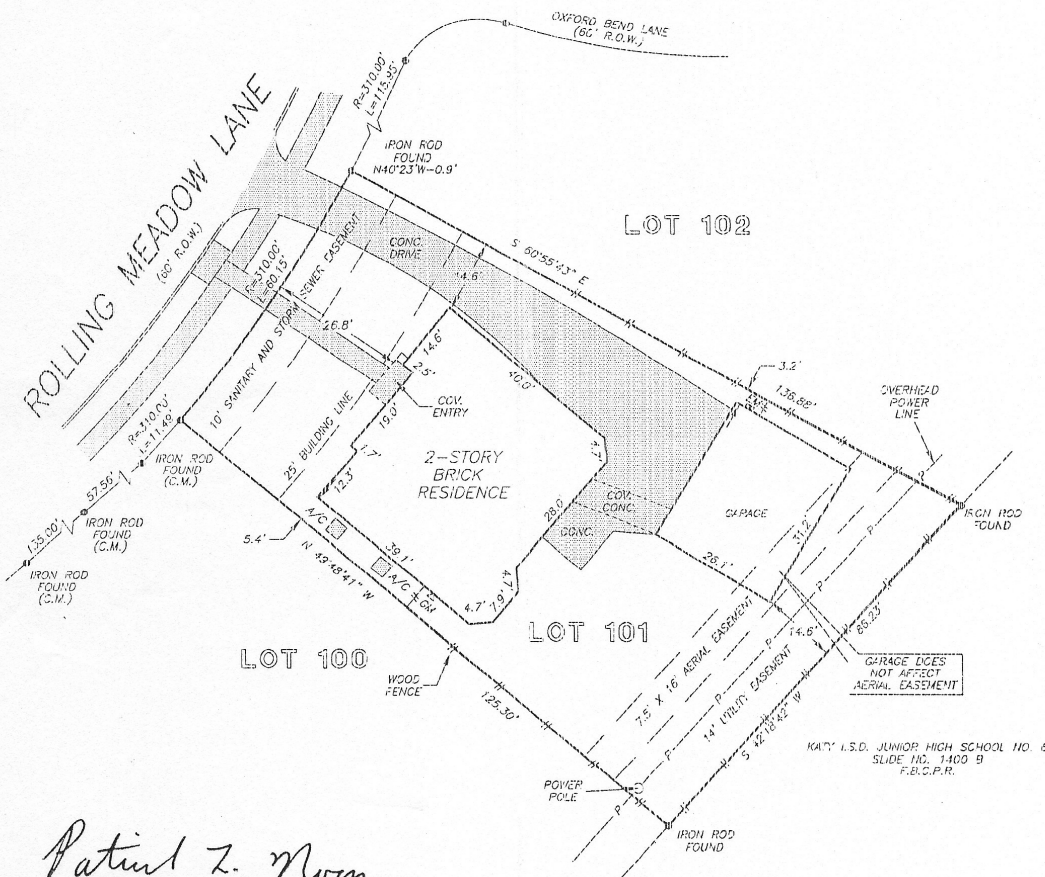 OXFORD BEND LANE
(60' R.O.W.)
R=310.00'
L=115.95'
ROLLING MEADOW LANE
(60' R.O.W.)
IRON ROD
FOUND
N40°23'W-0.9'
LOT 102
CONC.
DRIVE
S 60°55'43" E
14.6'
R=310.00'
L=60.15'
10' SANITARY AND STORM SEWER EASEMENT
26.8'
14.6'
2.5'
COV.
ENTRY
19.0'
40.0'
3.2'
136.88'
OVERHEAD
POWER
LINE
25' BUILDING LINE
R=310.00'
L=11.49'
IRON ROD
FOUND
(C.M.)
57.56'
IRON ROD
FOUND
(C.M.)
135.00'
IRON ROD
FOUND
(C.M.)
1.7'
12.3'
2-STORY
BRICK
RESIDENCE
4.7'
COV.
CONC.
CONC.
28.0'
GARAGE
31.2'
26.1'
IRON ROD
FOUND
A/C
5.4'
N 43°48'41" W
39.1'
A/C
GM
4.7'
7.9'
4.7'
LOT 101
LOT 100
WOOD
FENCE
125.30'
7.5' X 16' AERIAL EASEMENT
14' UTILITY EASEMENT
P
P
P
P
P
P
14.6'
85.23'
S 42°18'42" W
GARAGE DOES
NOT AFFECT
AERIAL EASEMENT
KATY I.S.D. JUNIOR HIGH SCHOOL NO. 6
SLIDE NO. 1400 B
F.B.C.P.R.
POWER
POLE
IRON ROD
FOUND